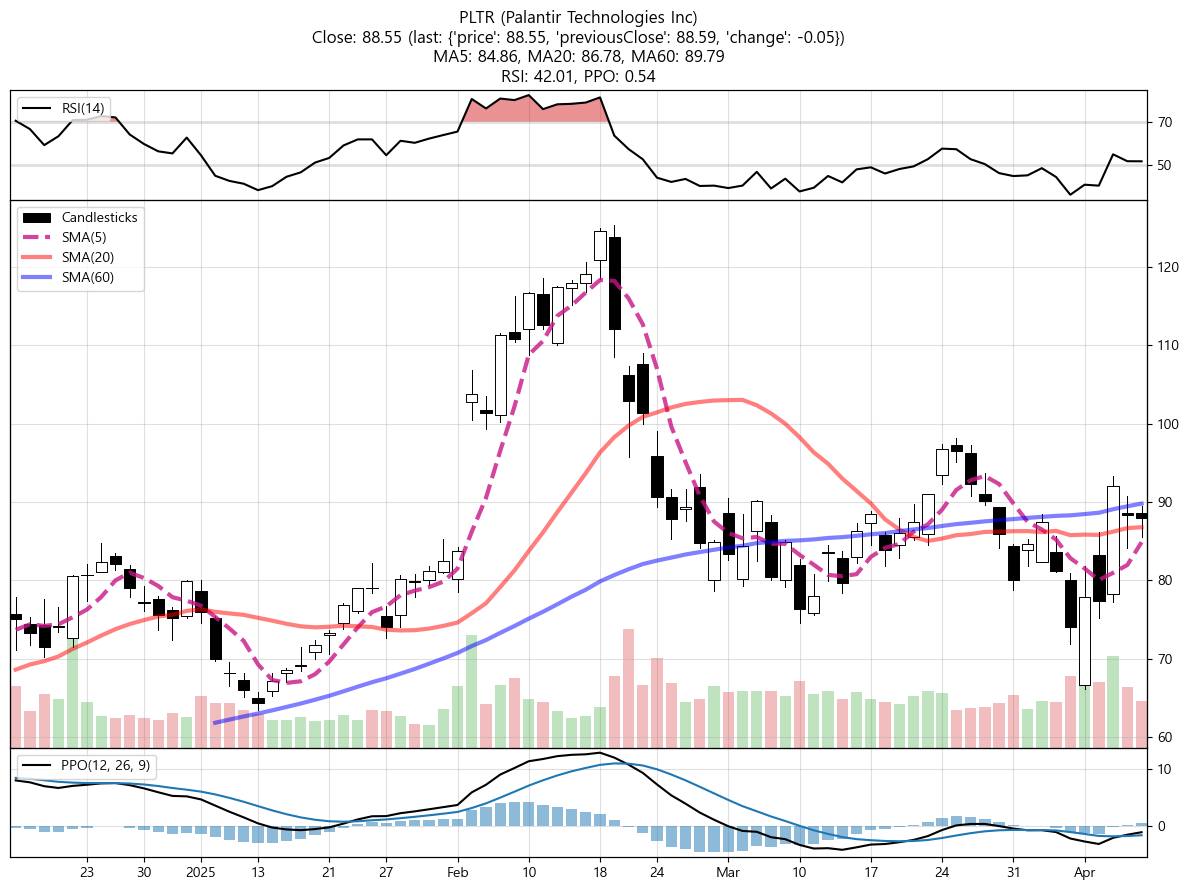 PLTR (Palantir Technologies Inc)
Close: 88.55 (last: {'price': 88.55, 'previousClose': 88.59, 'change': -0.05})
MA5: 84.86, MA20: 86.78, MA60: 89.79
RSI: 42.01, PPO: 0.54
RSI(14)
70
50
Candlesticks
SMA(5)
SMA(20)
SMA(60)
120
110
100
90
80
70
60
PPO(12, 26, 9)
10
0
23 30 2025 13 21 27 Feb 10 18 24 Mar 10 17 24 31 Apr